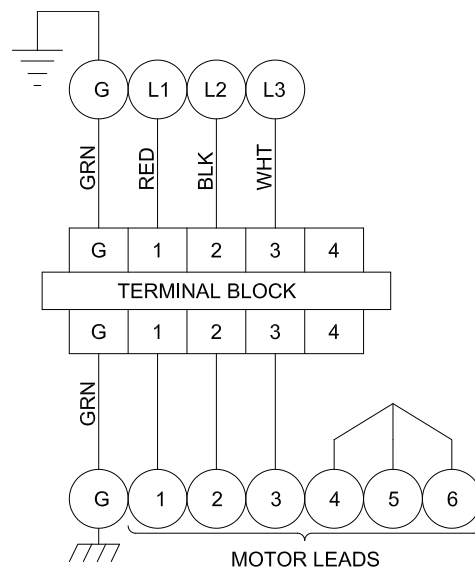 G L1 L2 L3
GRN RED BLK WHT
G 1 2 3 4
TERMINAL BLOCK
G 1 2 3 4
GRN
G 1 2 3 4 5 6
MOTOR LEADS